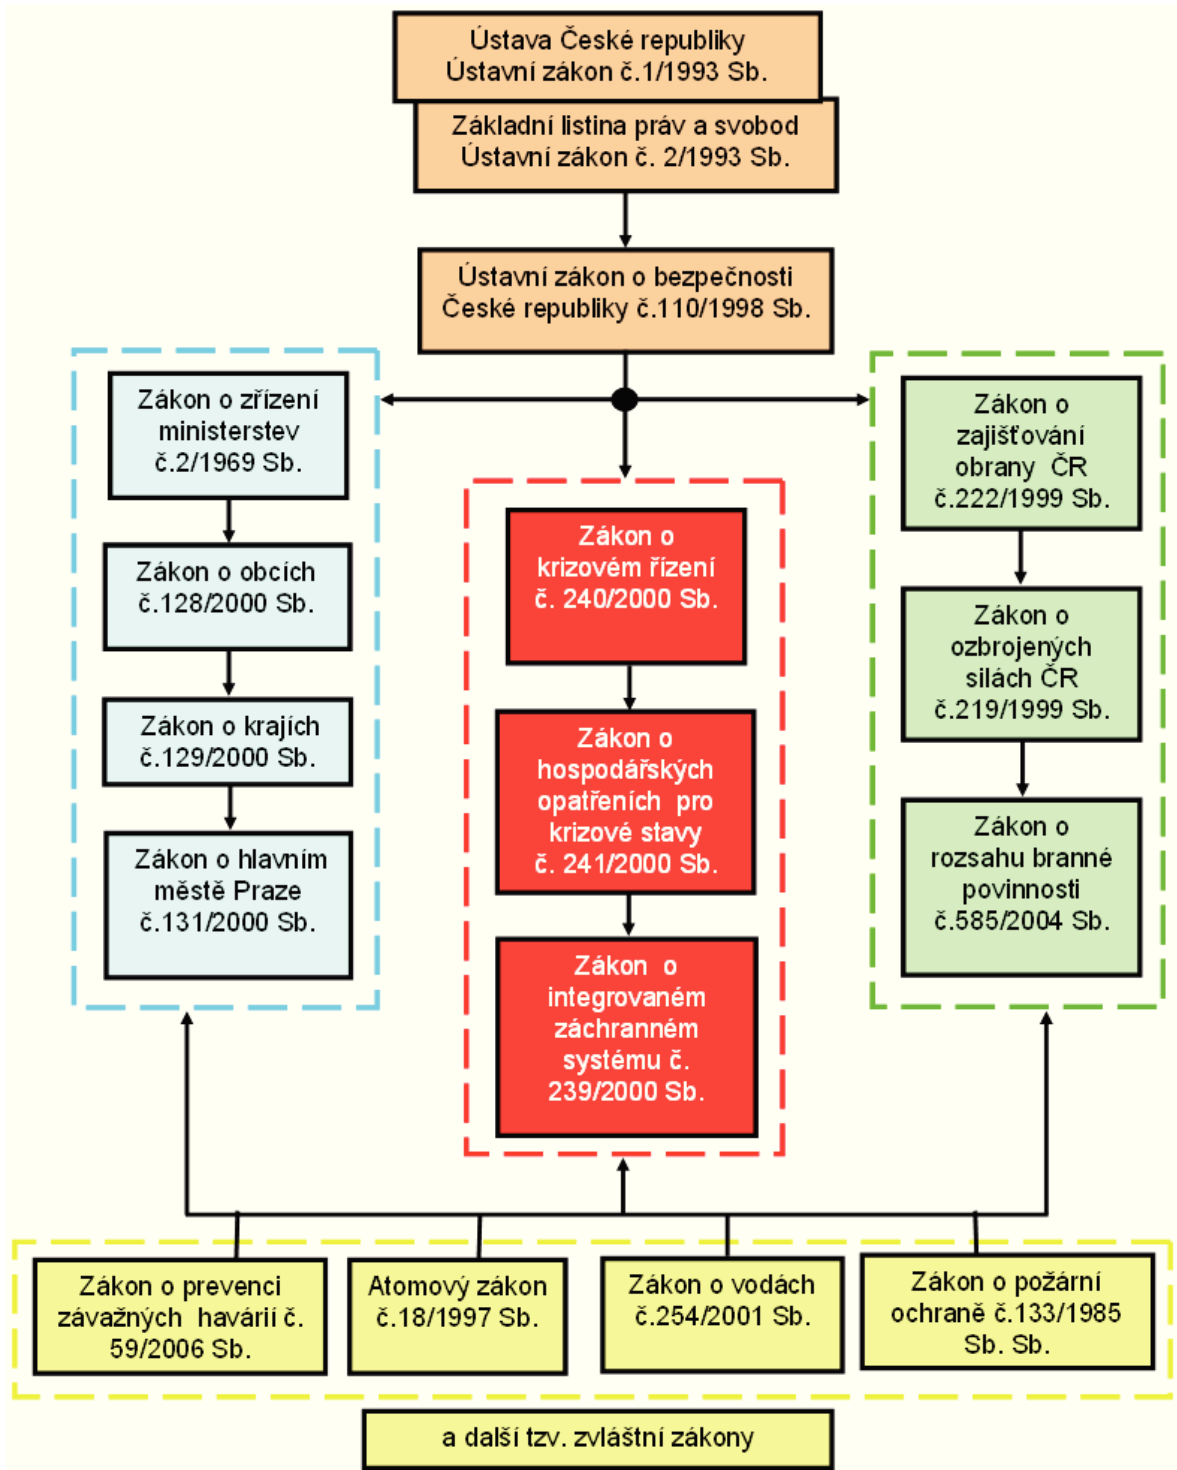 Ústava České republiky
Ústavní zákon č.1/1993 Sb.
Základní listina práv a svobod
Ústavní zákon č. 2/1993 Sb.
Ústavní zákon o bezpečnosti
České republiky č.110/1998 Sb.
Zákon o zřízení
ministerstev
č.2/1969 Sb.
Zákon o obcích
č.128/2000 Sb.
Zákon o krajích
č.129/2000 Sb.
Zákon o hlavním
městě Praze
č.131/2000 Sb.
Zákon o
krizovém řízení
č. 240/2000 Sb.
Zákon o
hospodářských
opatřeních pro
krizové stavy
č. 241/2000 Sb.
Zákon o
integrovaném
záchranném
systému č.
239/2000 Sb.
Zákon o
zajišťování
obrany ČR
č.222/1999 Sb.
Zákon o
ozbrojených
silách ČR
č.219/1999 Sb.
Zákon o
rozsahu branné
povinnosti
č.585/2004 Sb.
Zákon o prevenci
závažných havárií č.
59/2006 Sb.
Atomový zákon
č.18/1997 Sb.
Zákon o vodách
č.254/2001 Sb.
Zákon o požární
ochraně č.133/1985
Sb. Sb.
a další tzv. zvláštní zákony